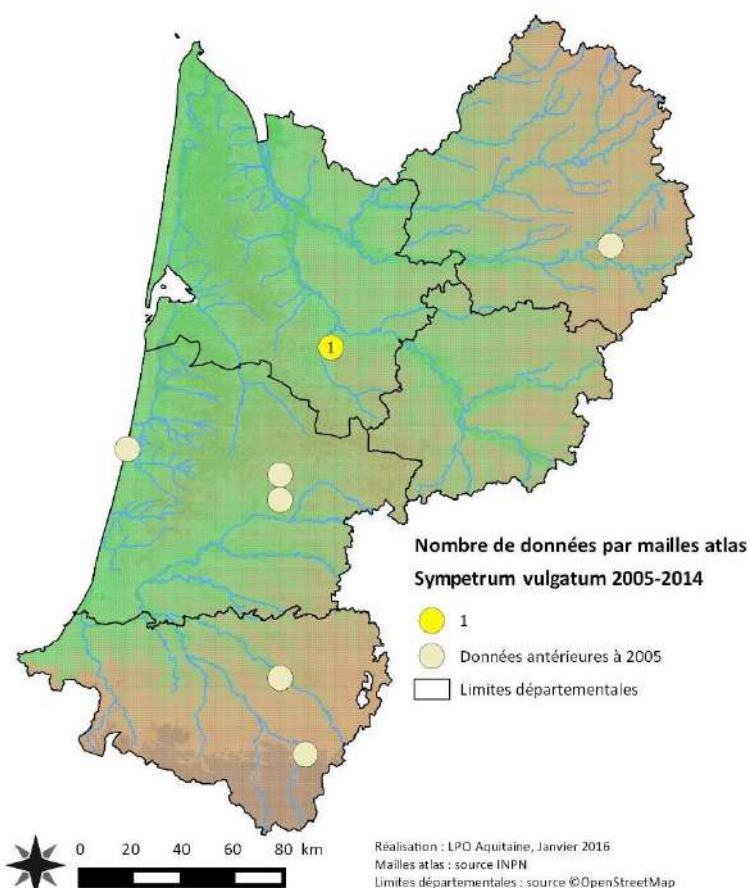 1
Nombre de données par mailles atlas
Sympetrum vulgatum 2005-2014
1
Données antérieures à 2005
Limites départementales
0 20 40 60 80 km
Réalisation : LPO Aquitaine, Janvier 2016
Mailles atlas : source INPN
Limites départementales : source ©OpenStreetMap